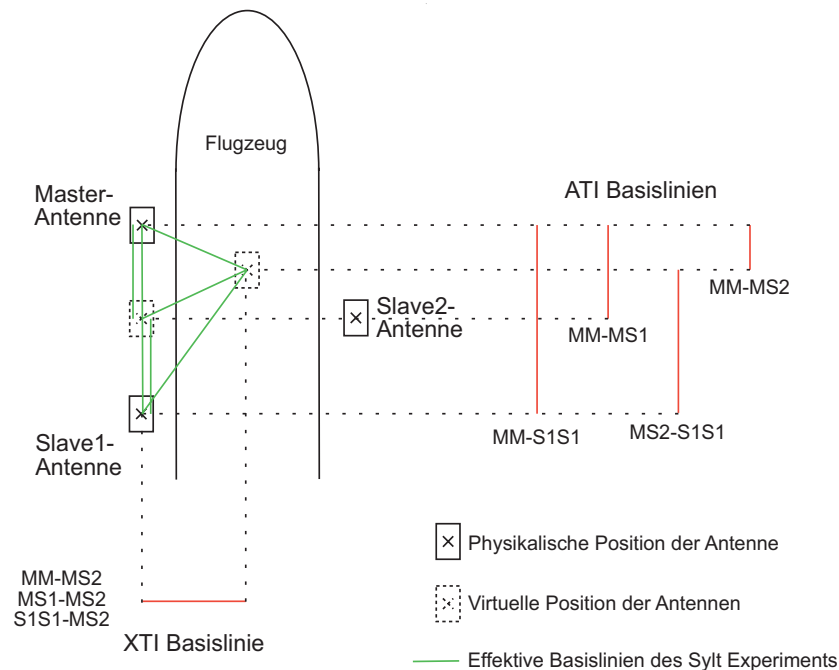 Flugzeug
Master-
Antenne
ATI Basislinien
Slave2-
Antenne
MM-MS2
MM-MS1
MM-S1S1
MS2-S1S1
Slave1-
Antenne
Physikalische Position der Antenne
MM-MS2
MS1-MS2
S1S1-MS2
Virtuelle Position der Antennen
XTI Basislinie
Effektive Basislinien des Sylt Experiments